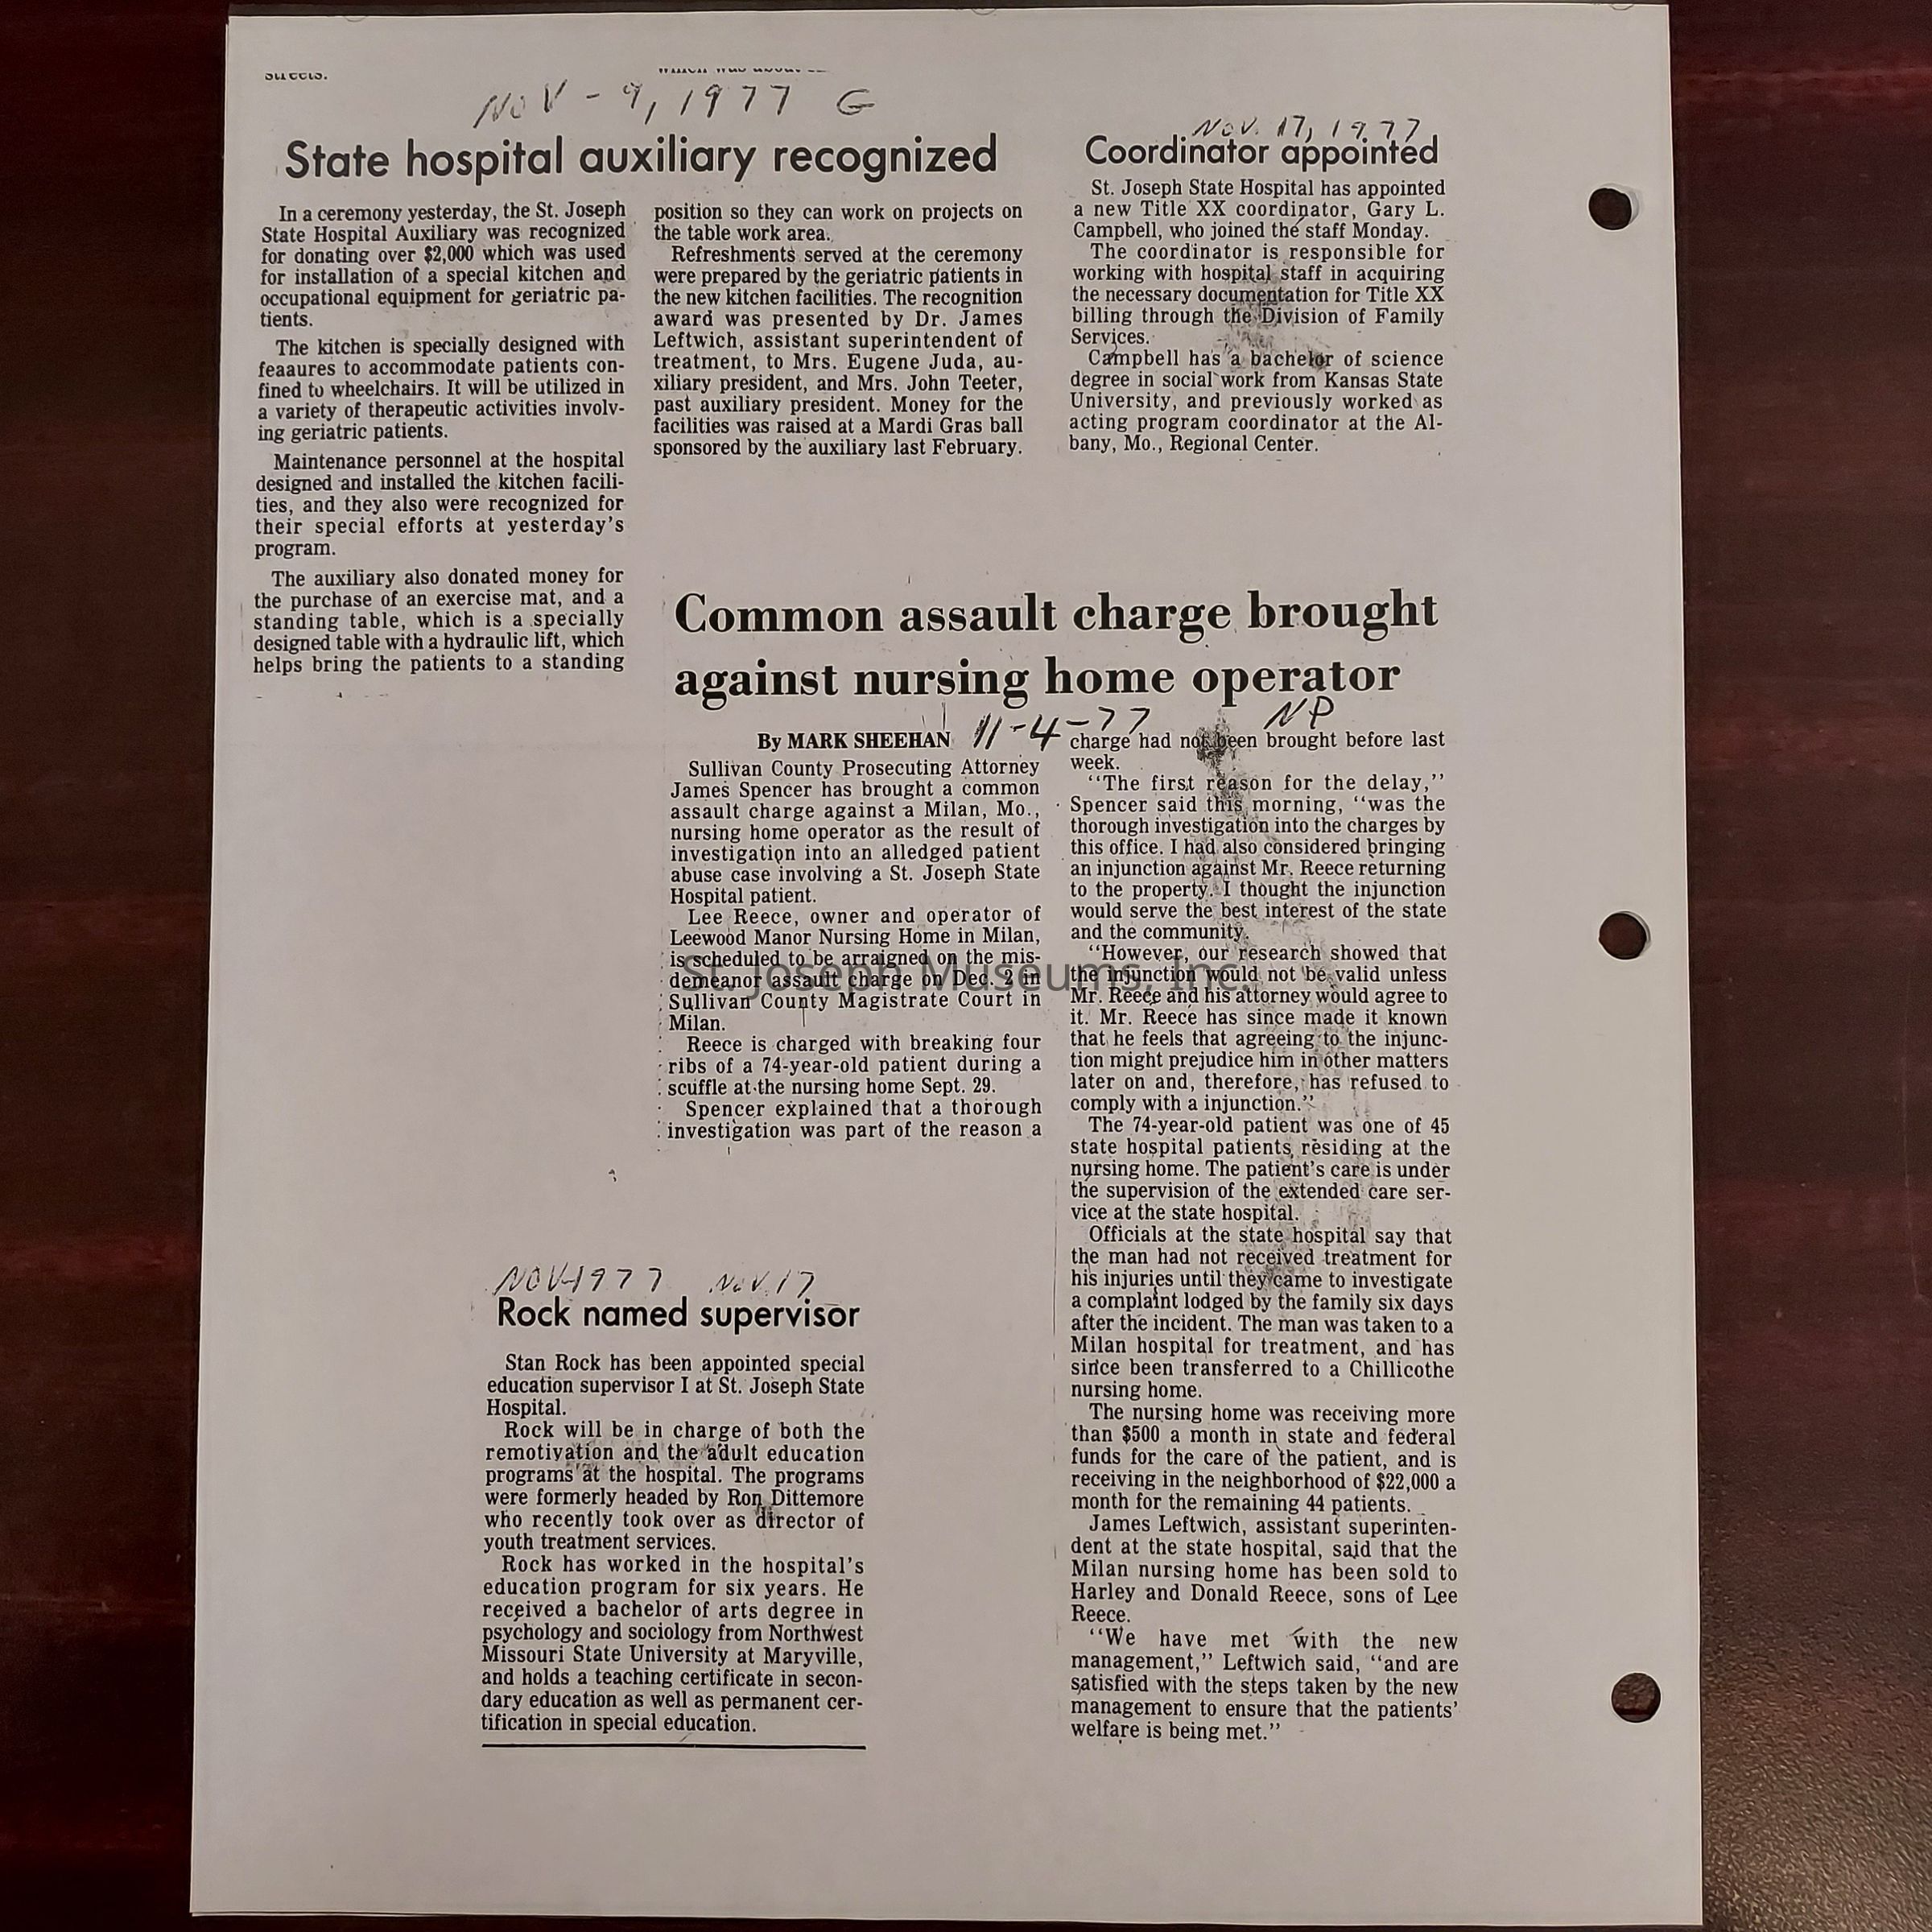 NOV - 9, 1977 G
State hospital auxiliary recognized
In a ceremony yesterday, the St. Joseph
State Hospital Auxiliary was recognized
for donating over $2,000 which was used
for installation of a special kitchen and
occupational equipment for geriatric pa-
tients.
The kitchen is specially designed with
feaaures to accommodate patients con-
fined to wheelchairs. It will be utilized in
a variety of therapeutic activities involv-
ing geriatric patients.
Maintenance personnel at the hospital
designed and installed the kitchen facili-
ties, and they also were recognized for
their special efforts at yesterday's
program.
The auxiliary also donated money for
the purchase of an exercise mat, and a
standing table, which is a specially
designed table with a hydraulic lift, which
helps bring the patients to a standing
position so they can work on projects on
the table work area.
Refreshments served at the ceremony
were prepared by the geriatric patients in
the new kitchen facilities. The recognition
award was presented by Dr. James
Leftwich, assistant superintendent of
treatment, to Mrs. Eugene Juda, au-
xiliary president, and Mrs. John Teeter,
past auxiliary president. Money for the
facilities was raised at a Mardi Gras ball
sponsored by the auxiliary last February.
Nov. 17, 1977
Coordinator appointed
St. Joseph State Hospital has appointed
a new Title XX coordinator, Gary L.
Campbell, who joined the staff Monday.
The coordinator is responsible for
working with hospital staff in acquiring
the necessary documentation for Title XX
billing through the Division of Family
Services.
Campbell has a bachelor of science
degree in social work from Kansas State
University, and previously worked as
acting program coordinator at the Al-
bany, Mo., Regional Center.
Common assault charge brought
against nursing home operator
11-4-77 NP
By MARK SHEEHAN
Sullivan County Prosecuting Attorney
James Spencer has brought a common
assault charge against a Milan, Mo.,
nursing home operator as the result of
investigation into an alledged patient
abuse case involving a St. Joseph State
Hospital patient.
Lee Reece, owner and operator of
Leewood Manor Nursing Home in Milan,
is scheduled to be arraigned on the mis-
demeanor assault charge on Dec. 2 in
Sullivan County Magistrate Court in
Milan.
Reece is charged with breaking four
ribs of a 74-year-old patient during a
scuffle at the nursing home Sept. 29.
Spencer explained that a thorough
investigation was part of the reason a
charge had not been brought before last
week.
"The first reason for the delay,"
Spencer said this morning, "was the
thorough investigation into the charges by
this office. I had also considered bringing
an injunction against Mr. Reece returning
to the property. I thought the injunction
would serve the best interest of the state
and the community.
"However, our research showed that
the injunction would not be valid unless
Mr. Reece and his attorney would agree to
it. Mr. Reece has since made it known
that he feels that agreeing to the injunc-
tion might prejudice him in other matters
later on and, therefore, has refused to
comply with a injunction."
The 74-year-old patient was one of 45
state hospital patients residing at the
nursing home. The patient's care is under
the supervision of the extended care ser-
vice at the state hospital.
Officials at the state hospital say that
the man had not received treatment for
his injuries until they came to investigate
a complaint lodged by the family six days
after the incident. The man was taken to a
Milan hospital for treatment, and has
since been transferred to a Chillicothe
nursing home.
The nursing home was receiving more
than $500 a month in state and federal
funds for the care of the patient, and is
receiving in the neighborhood of $22,000 a
month for the remaining 44 patients.
James Leftwich, assistant superinten-
dent at the state hospital, said that the
Milan nursing home has been sold to
Harley and Donald Reece, sons of Lee
Reece.
"We have met with the new
management," Leftwich said, "and are
satisfied with the steps taken by the new
management to ensure that the patients'
welfare is being met."
St. Joseph Museums, Inc.
NOV-1977 Nov. 17
Rock named supervisor
Stan Rock has been appointed special
education supervisor I at St. Joseph State
Hospital.
Rock will be in charge of both the
remotivation and the adult education
programs at the hospital. The programs
were formerly headed by Ron Dittemore
who recently took over as director of
youth treatment services.
Rock has worked in the hospital's
education program for six years. He
received a bachelor of arts degree in
psychology and sociology from Northwest
Missouri State University at Maryville,
and holds a teaching certificate in secon-
dary education as well as permanent cer-
tification in special education.